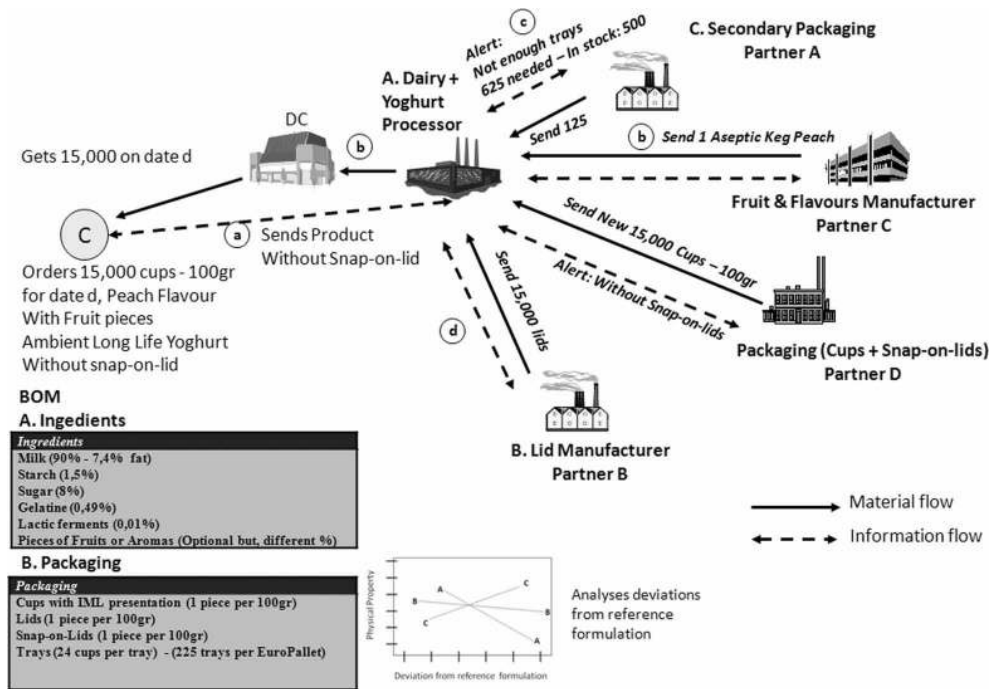 c
Alert:
Not enough trays
625 needed – In stock: 500
C. Secondary Packaging
Partner A
A. Dairy +
Yoghurt
Processor
Send 125
DC
b
b
Send 1 Aseptic Keg Peach
Gets 15,000 on date d
Fruit & Flavours Manufacturer
Partner C
C
a
Sends Product
Without Snap-on-lid
Send New 15,000 Cups – 100gr
Alert: Without Snap-on-lids
Send 15,000 lids
d
Orders 15,000 cups - 100gr
for date d, Peach Flavour
With Fruit pieces
Ambient Long Life Yoghurt
Without snap-on-lid
Packaging (Cups + Snap-on-lids)
Partner D
B. Lid Manufacturer
Partner B
BOM
A. Ingedients
Ingredients
Milk (90% - 7,4% fat)
Starch (1,5%)
Sugar (8%)
Gelatine (0,49%)
Lactic ferments (0,01%)
Pieces of Fruits or Aromas (Optional but, different %)
Material flow
Information flow
B. Packaging
Packaging
Cups with IML presentation (1 piece per 100gr)
Lids (1 piece per 100gr)
Snap-on-Lids (1 piece per 100gr)
Trays (24 cups per tray) - (225 trays per EuroPallet)
Physical Property
A
C
B
B
C
A
Deviation from reference formulation
Analyses deviations
from reference
formulation